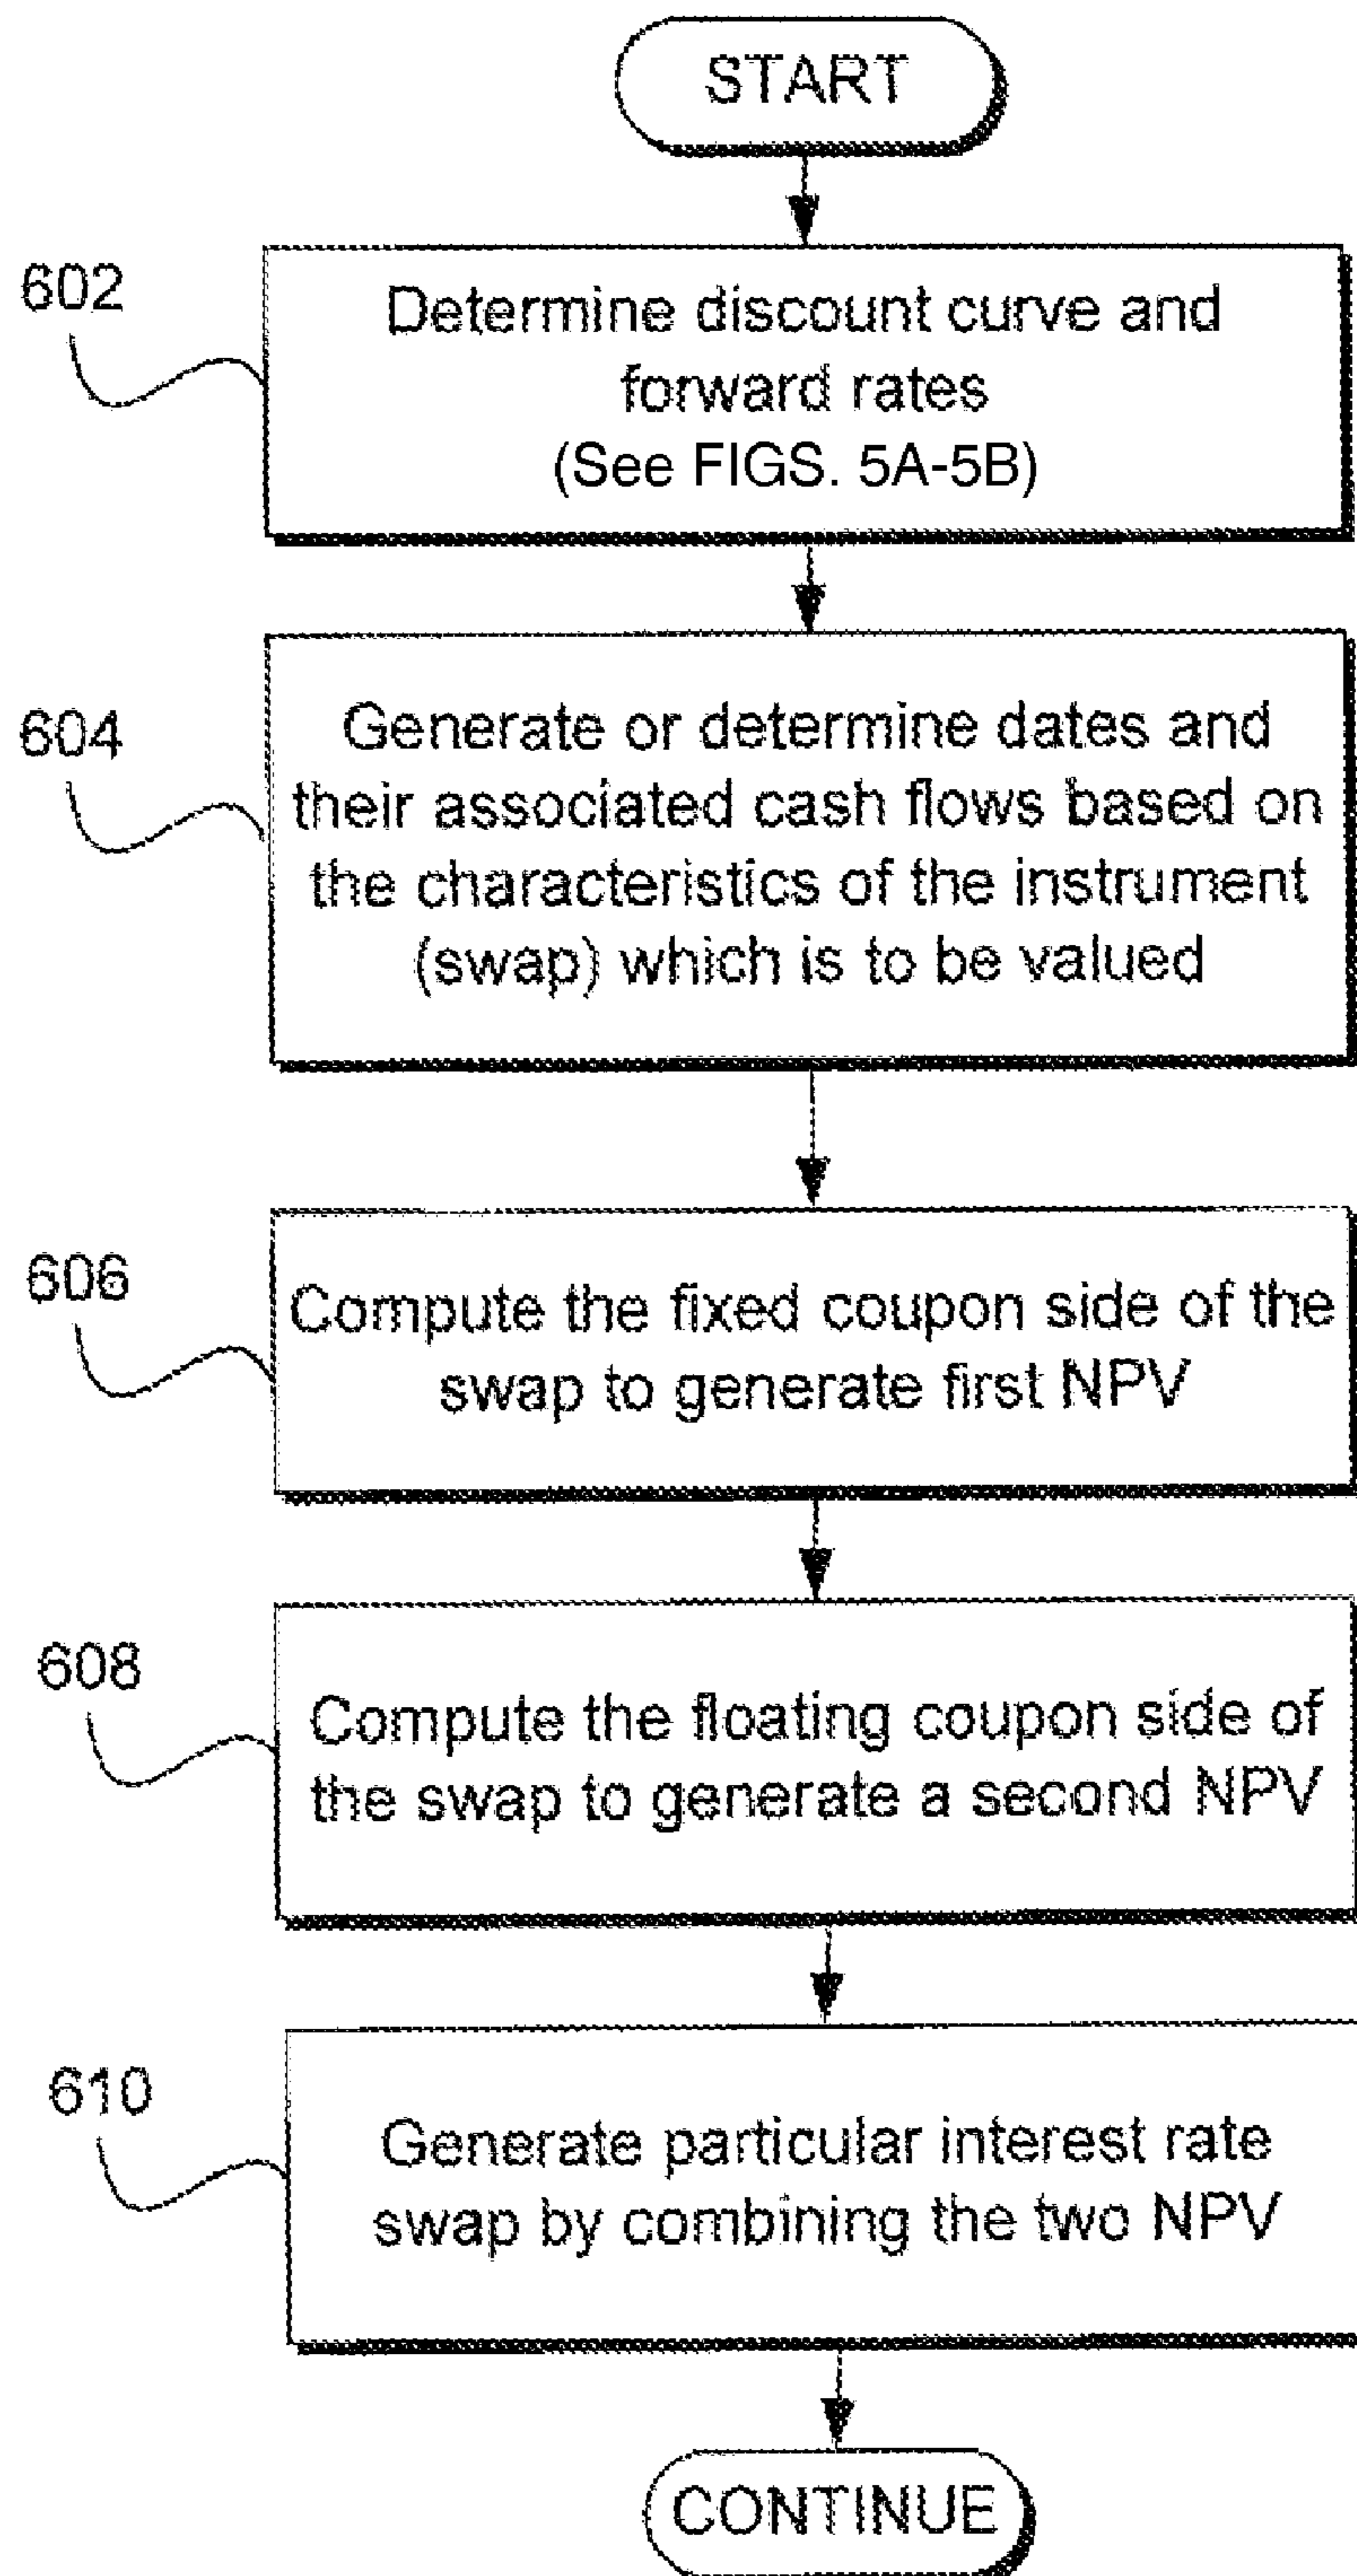 START
602
Determine discount curve and
forward rates
(See FIGS. 5A-5B)
604
Generate or determine dates and
their associated cash flows based on
the characteristics of the instrument
(swap) which is to be valued
606
Compute the fixed coupon side of the
swap to generate first NPV
608
Compute the floating coupon side of
the swap to generate a second NPV
610
Generate particular interest rate
swap by combining the two NPV
CONTINUE